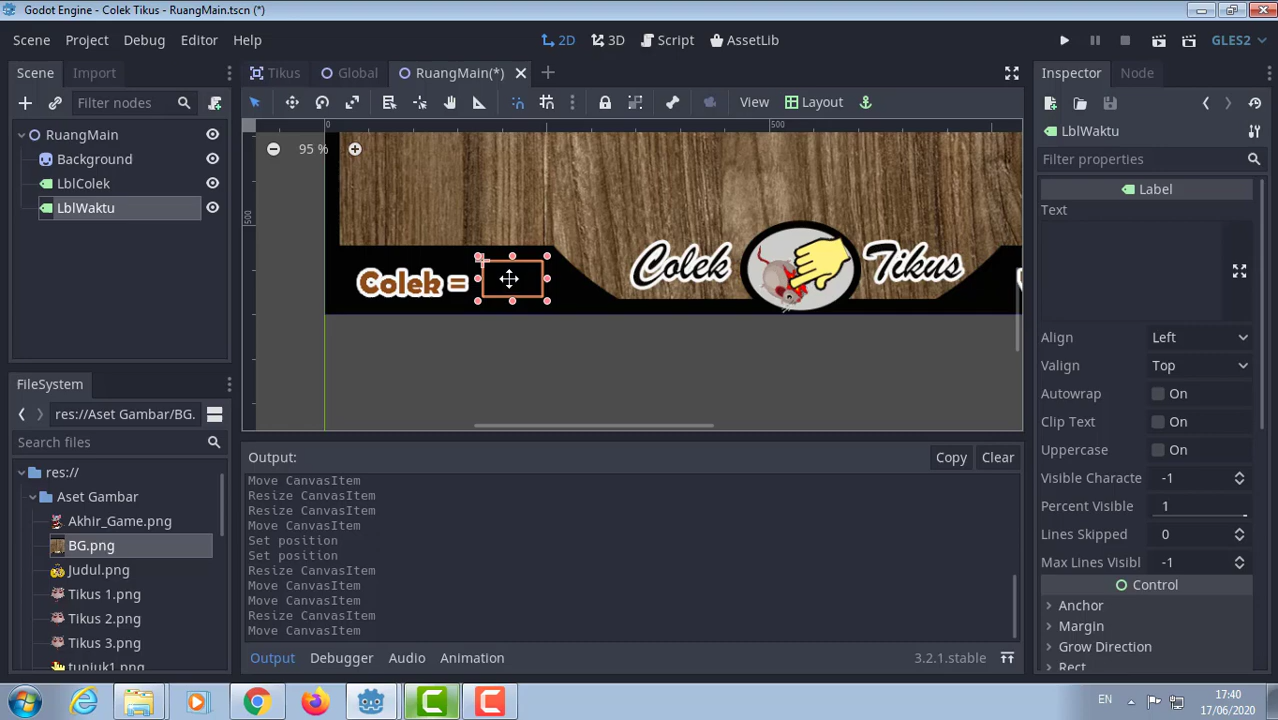 Godot Engine - Colek Tikus - RuangMain.tscn (*)
Scene Project Debug Editor Help
2D 3D Script AssetLib
GLES2
Scene Import
Filter nodes
RuangMain
Background
LblColek
LblWaktu
FileSystem
res://Aset Gambar/BG.
Search files
res://
Aset Gambar
Akhir_Game.png
BG.png
Judul.png
Tikus 1.png
Tikus 2.png
Tikus 3.png
tunjuk1.png
Tikus Global RuangMain(*)
View Layout
0 500
500
95 %
Colek =
Colek Tikus
Output: Copy Clear
Move CanvasItem
Resize CanvasItem
Resize CanvasItem
Move CanvasItem
Set position
Set position
Resize CanvasItem
Move CanvasItem
Move CanvasItem
Resize CanvasItem
Move CanvasItem
Output Debugger Audio Animation 3.2.1.stable
Inspector Node
LblWaktu
Filter properties
Label
Text
Align Left
Valign Top
Autowrap On
Clip Text On
Uppercase On
Visible Characte -1
Percent Visible 1
Lines Skipped 0
Max Lines Visibl -1
Control
Anchor
Margin
Grow Direction
Rect
EN
17:40
17/06/2020